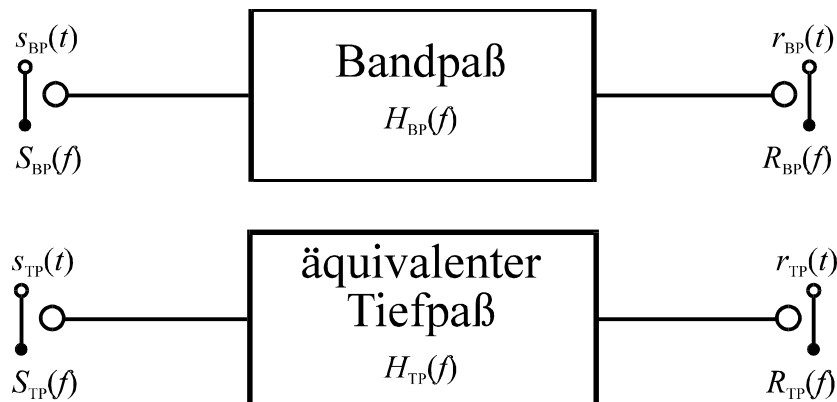 s_BP(t) r_BP(t)
Bandpaß
H_BP(f)
S_BP(f) R_BP(f)
s_TP(t) r_TP(t)
äquivalenter
Tiefpaß
H_TP(f)
S_TP(f) R_TP(f)